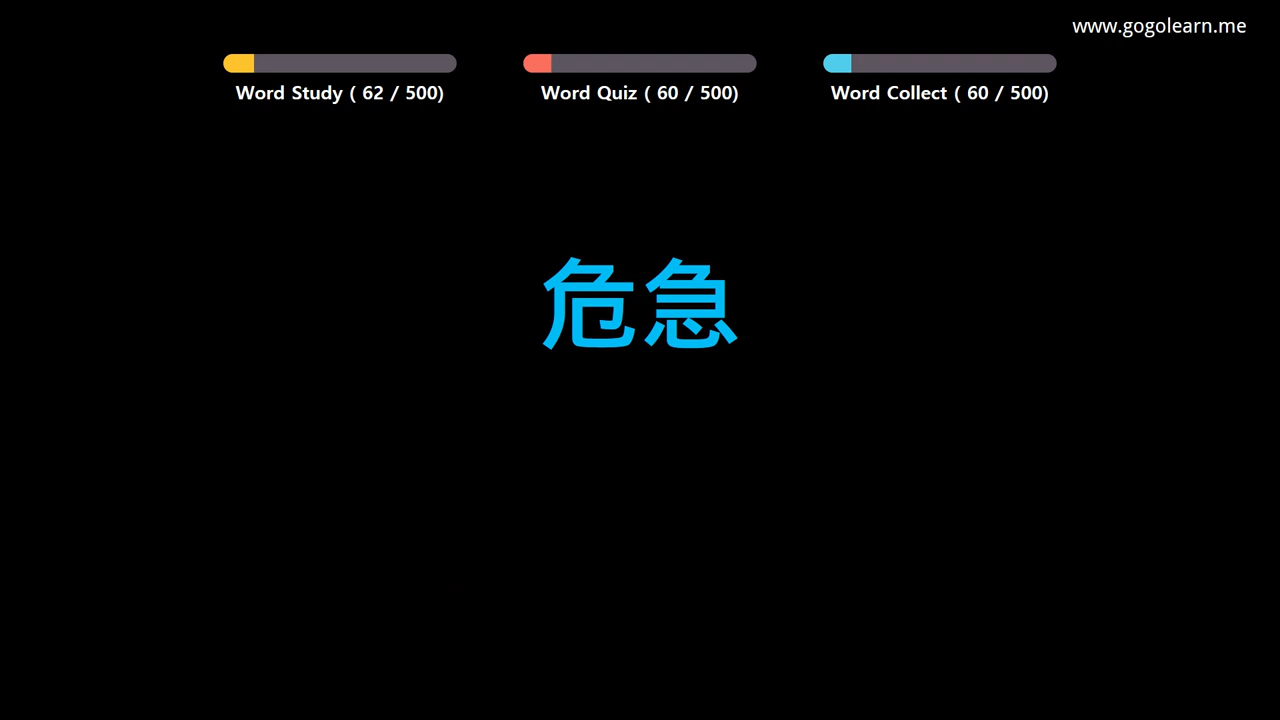 www.gogolearn.me
Word Study ( 62 / 500)
Word Quiz ( 60 / 500)
Word Collect ( 60 / 500)
危急